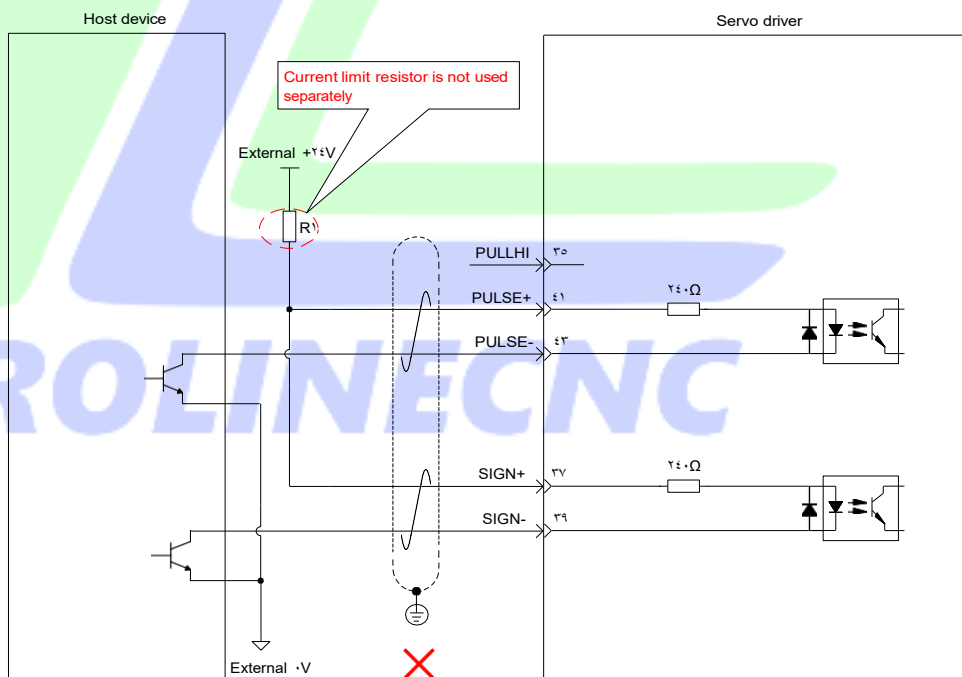 Host device
Servo driver
Current limit resistor is not used
separately
External +٢٤V
R١
PULLHI ٣٥
PULSE+ ٤١ ٢٤٠Ω
PULSE- ٤٣
SIGN+ ٣٧ ٢٤٠Ω
SIGN- ٣٩
External ٠V
ROLINECNC